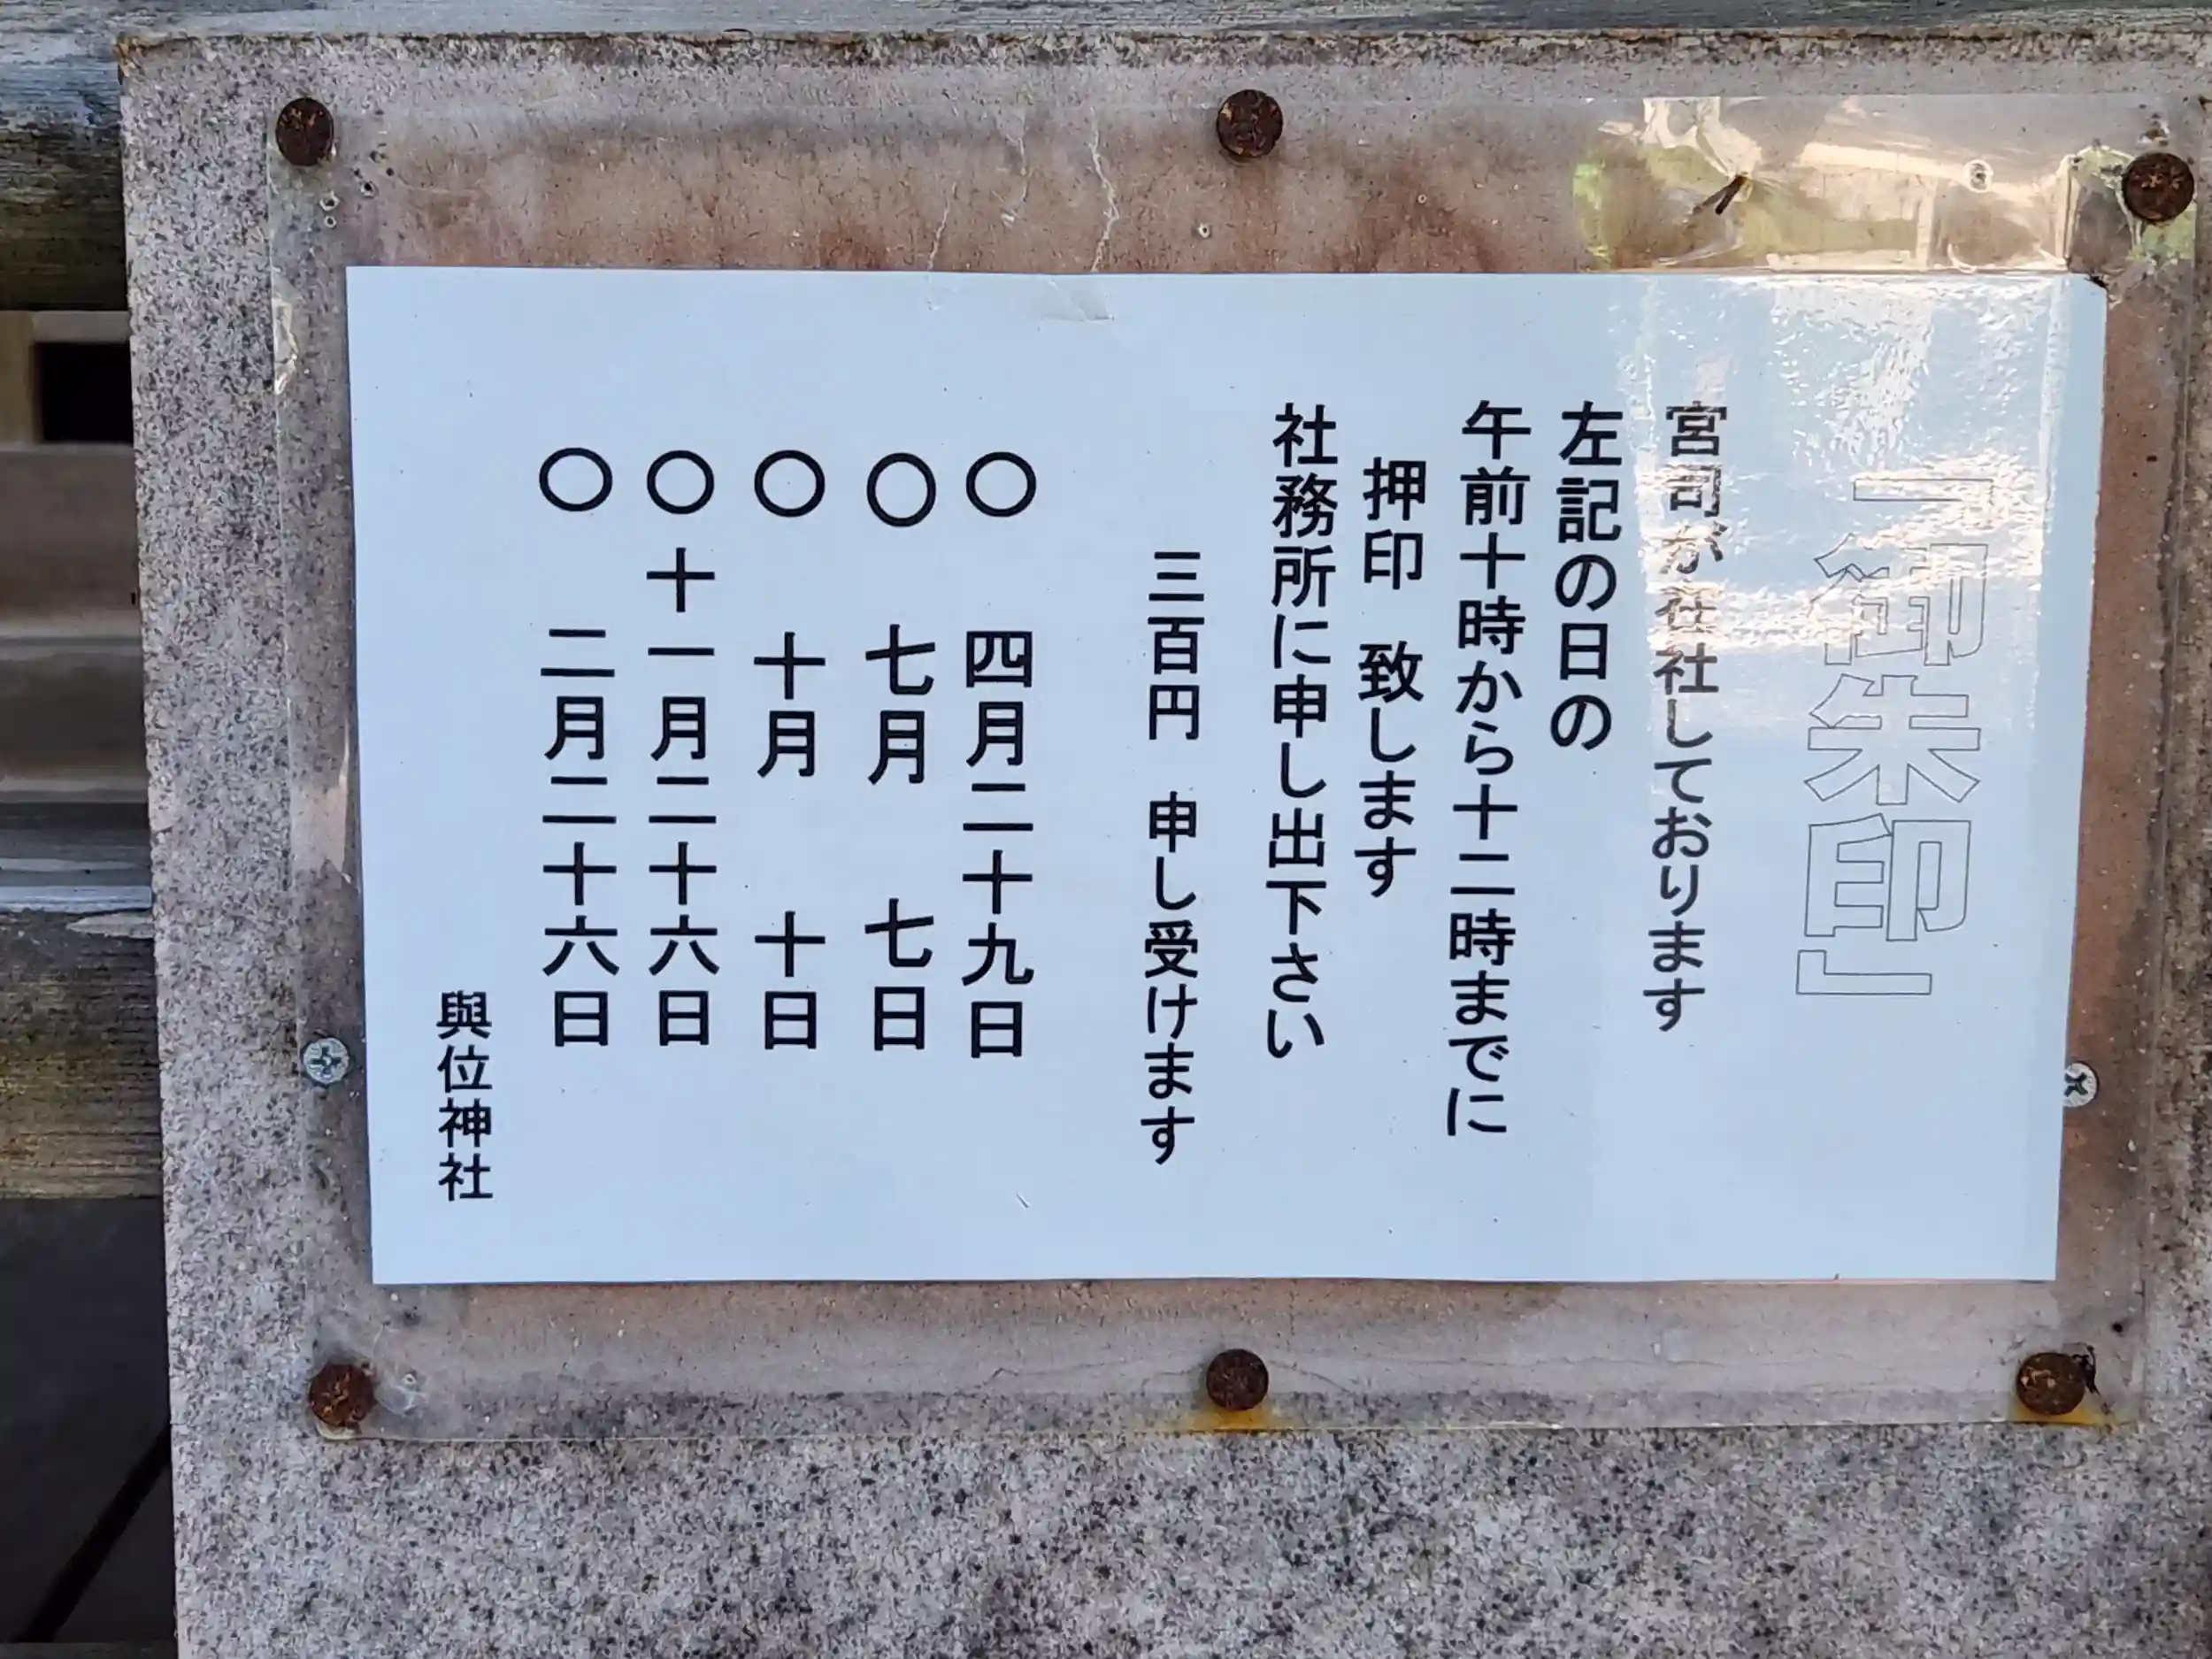 「御朱印」
宮司が在社しております
左記の日の
午前十時から十二時までに
押印　致します
社務所に申し出下さい
三百円　申し受けます
〇　四月二十九日
〇　七月　七日
〇　十月　十日
〇　十一月二十六日
〇　二月二十六日
與位神社